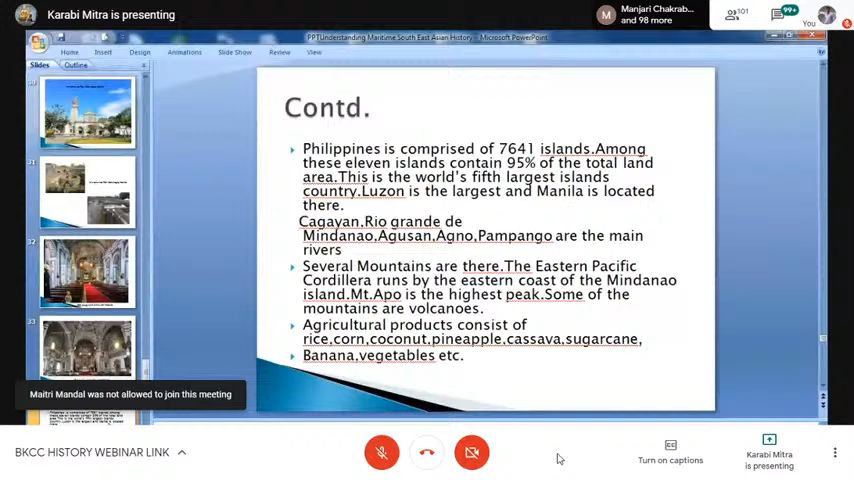 Karabi Mitra is presenting
M
Manjari Chakrab...
and 98 more
101
99+
You
PPTUnderstanding Maritime South East Asian History - Microsoft PowerPoint
Home Insert Design Animations Slide Show Review View
Slides Outline
31
32
33
Contd.
Philippines is comprised of 7641 islands.Among
these eleven islands contain 95% of the total land
area.This is the world's fifth largest islands
country.Luzon is the largest and Manila is located
there.
Cagayan,Rio grande de
Mindanao,Agusan,Agno,Pampango are the main
rivers
Several Mountains are there.The Eastern Pacific
Cordillera runs by the eastern coast of the Mindanao
island.Mt.Apo is the highest peak.Some of the
mountains are volcanoes.
Agricultural products consist of
rice,corn,coconut,pineapple,cassava,sugarcane,
Banana,vegetables etc.
Maitri Mandal was not allowed to join this meeting
BKCC HISTORY WEBINAR LINK
Turn on captions
Karabi Mitra
is presenting